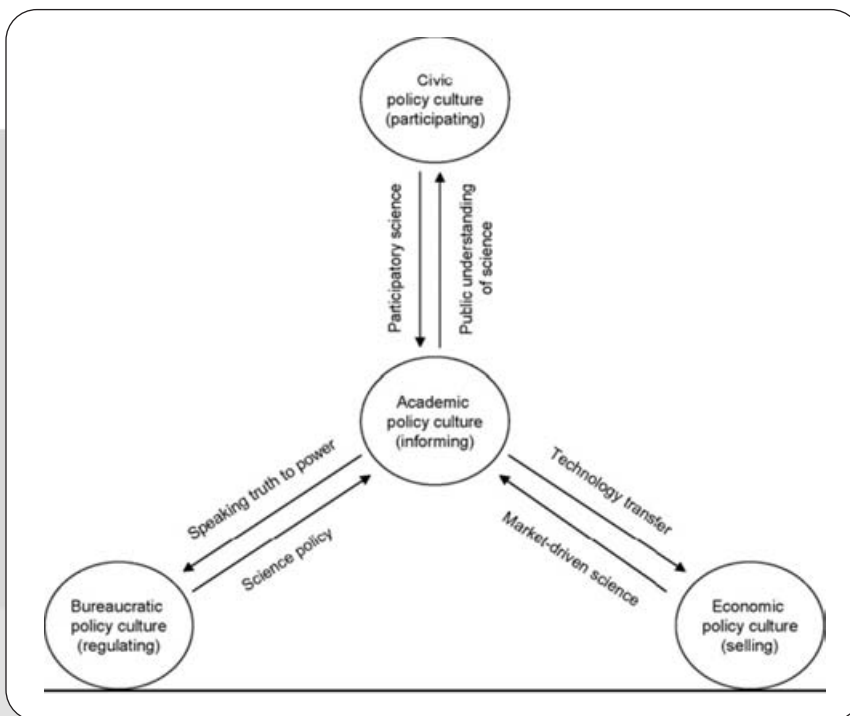 Civic
policy culture
(participating)
Participatory science
Public understanding
of science
Academic
policy culture
(informing)
Speaking truth to power
Science policy
Technology transfer
Market-driven science
Bureaucratic
policy culture
(regulating)
Economic
policy culture
(selling)